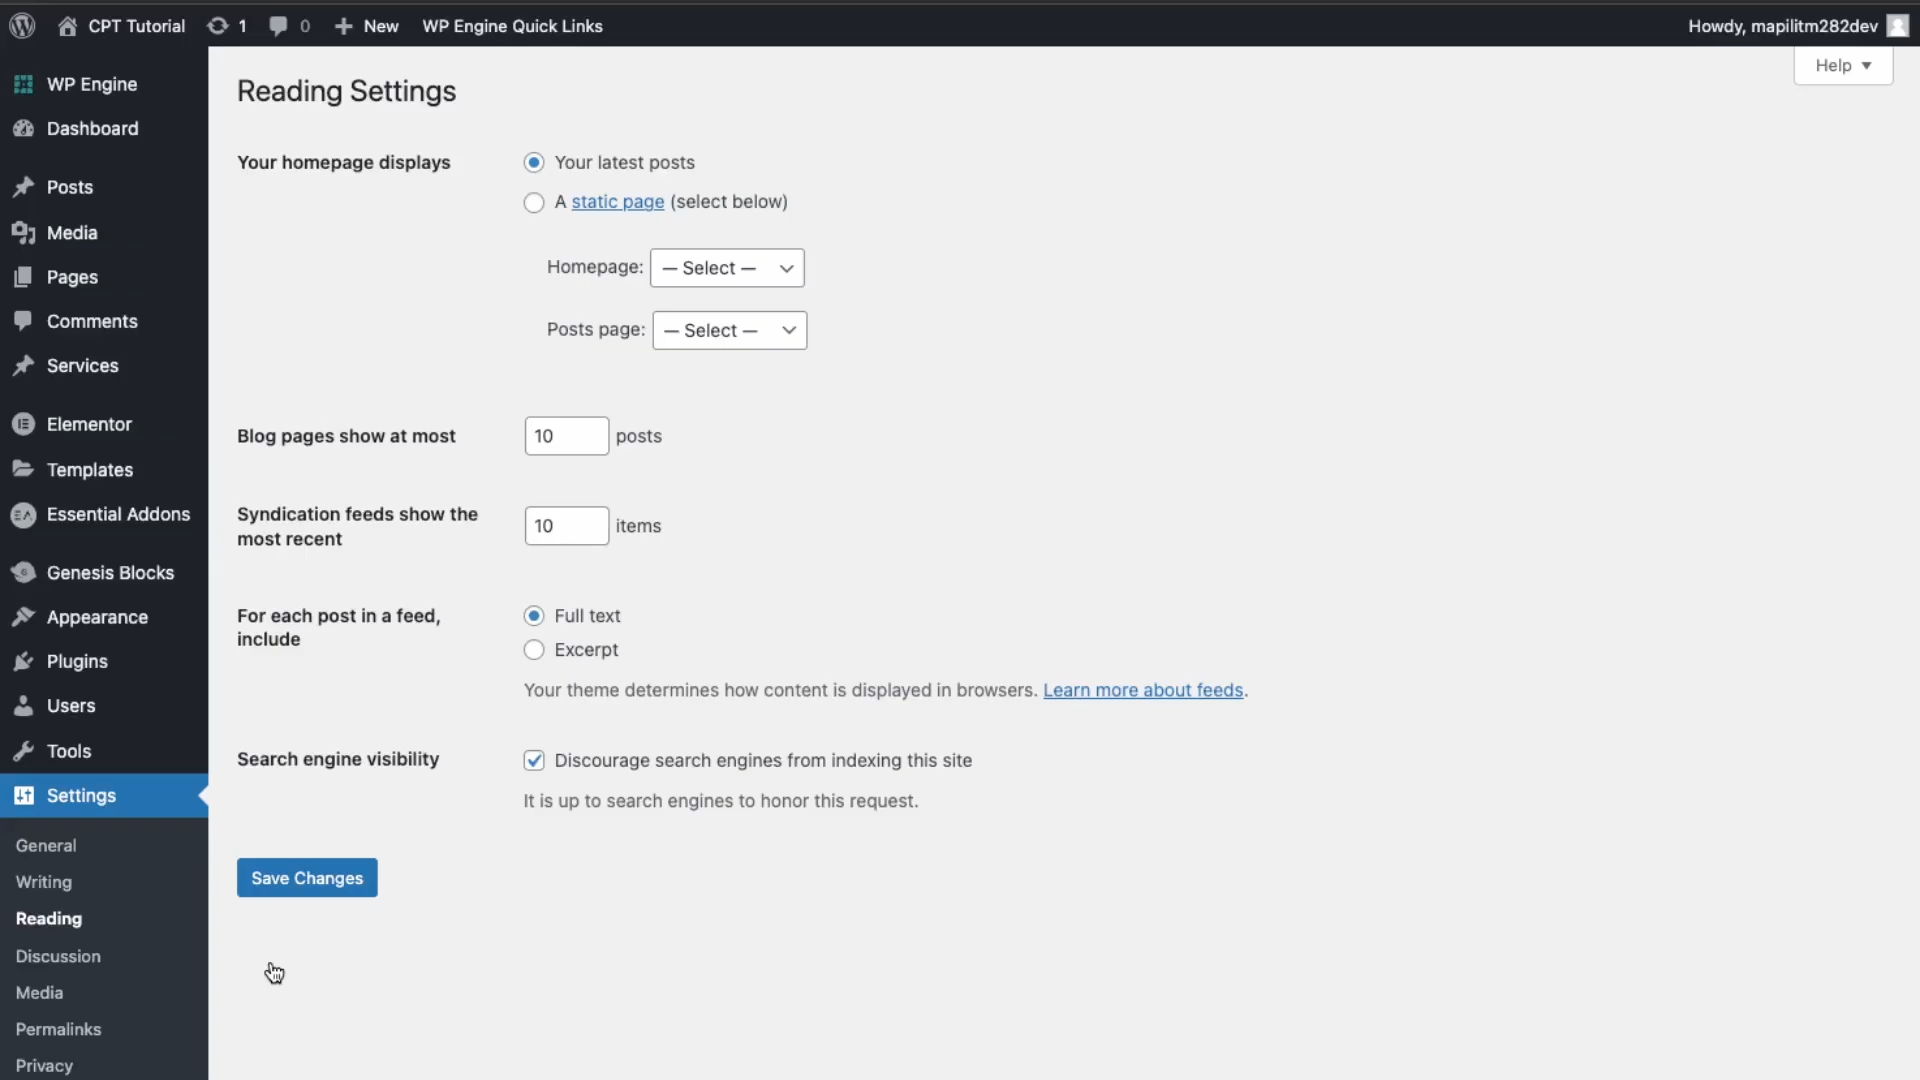 CPT Tutorial 1 0 New WP Engine Quick Links Howdy, mapilitm282dev
WP Engine
Dashboard
Posts
Media
Pages
Comments
Services
Elementor
Templates
Essential Addons
Genesis Blocks
Appearance
Plugins
Users
Tools
Settings
General
Writing
Reading
Discussion
Media
Permalinks
Privacy
Help ▼
Reading Settings
Your homepage displays
Your latest posts
A static page (select below)
Homepage: — Select —
Posts page: — Select —
Blog pages show at most 10 posts
Syndication feeds show the
most recent
10 items
For each post in a feed,
include
Full text
Excerpt
Your theme determines how content is displayed in browsers. Learn more about feeds.
Search engine visibility
Discourage search engines from indexing this site
It is up to search engines to honor this request.
Save Changes